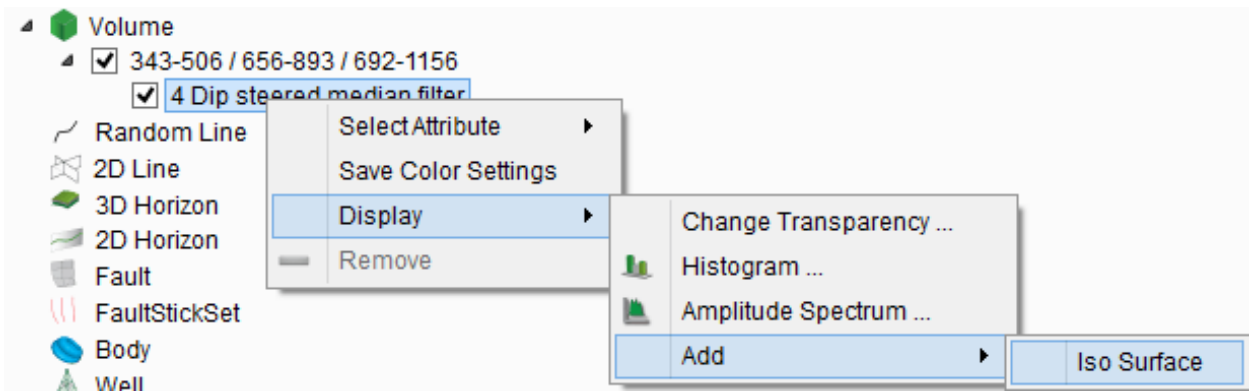 Volume
343-506 / 656-893 / 692-1156
4 Dip steered median filter
Random Line
2D Line
3D Horizon
2D Horizon
Fault
FaultStickSet
Body
Well
Select Attribute
Save Color Settings
Display
Remove
Change Transparency ...
Histogram ...
Amplitude Spectrum ...
Add
Iso Surface